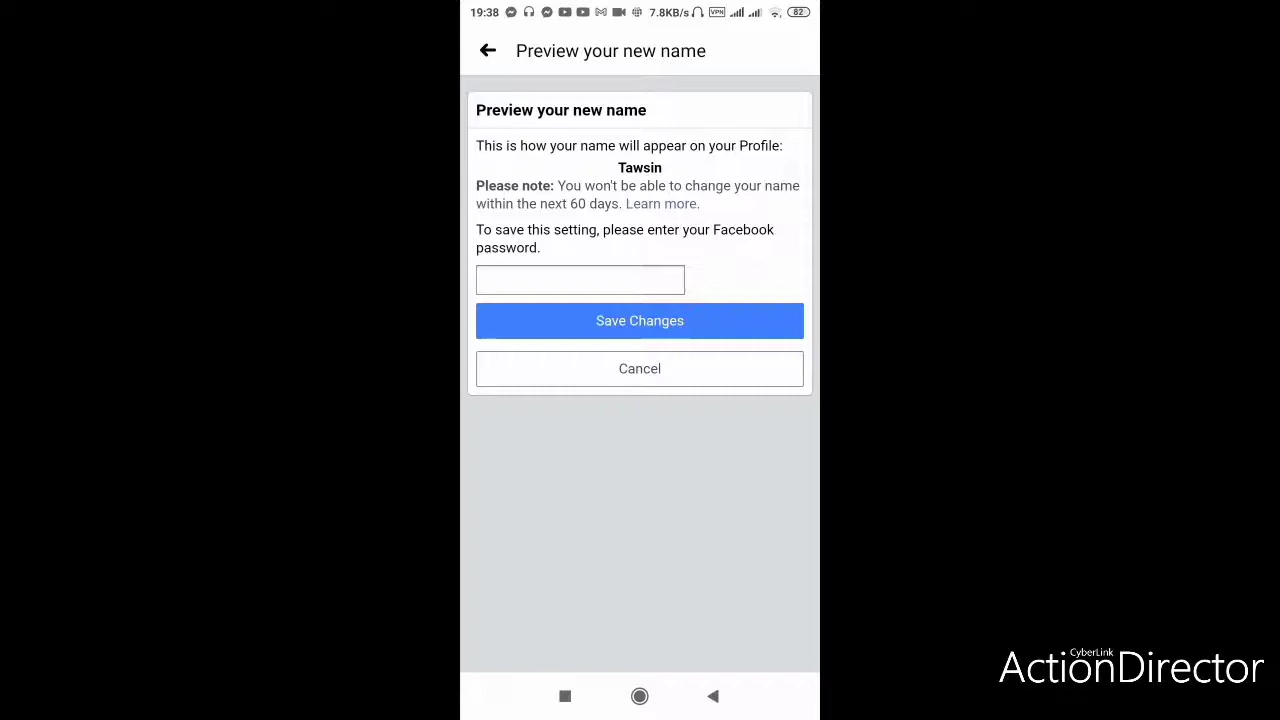 19:38 7.8KB/s VPN 82
Preview your new name
Preview your new name
This is how your name will appear on your Profile:
Tawsin
Please note: You won't be able to change your name
within the next 60 days. Learn more.
To save this setting, please enter your Facebook
password.
Save Changes
Cancel
CyberLink
ActionDirector